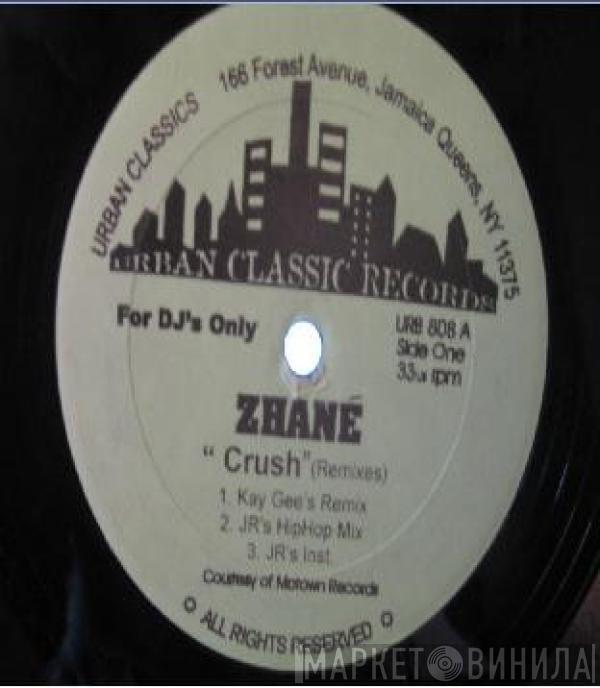 URBAN CLASSICS 166 Forest Avenue, Jamaica Queens, NY 11375
URBAN CLASSIC RECORDS
For DJ's Only
URB 808 A
Side One
33 1/3 rpm
ZHANÉ
“ Crush” (Remixes)
1. Kay Gee's Remix
2. JR's HipHop Mix
3. JR's Inst.
Courtesy of Motown Records
ALL RIGHTS RESERVED
МАРКЕТ ВИНИЛА